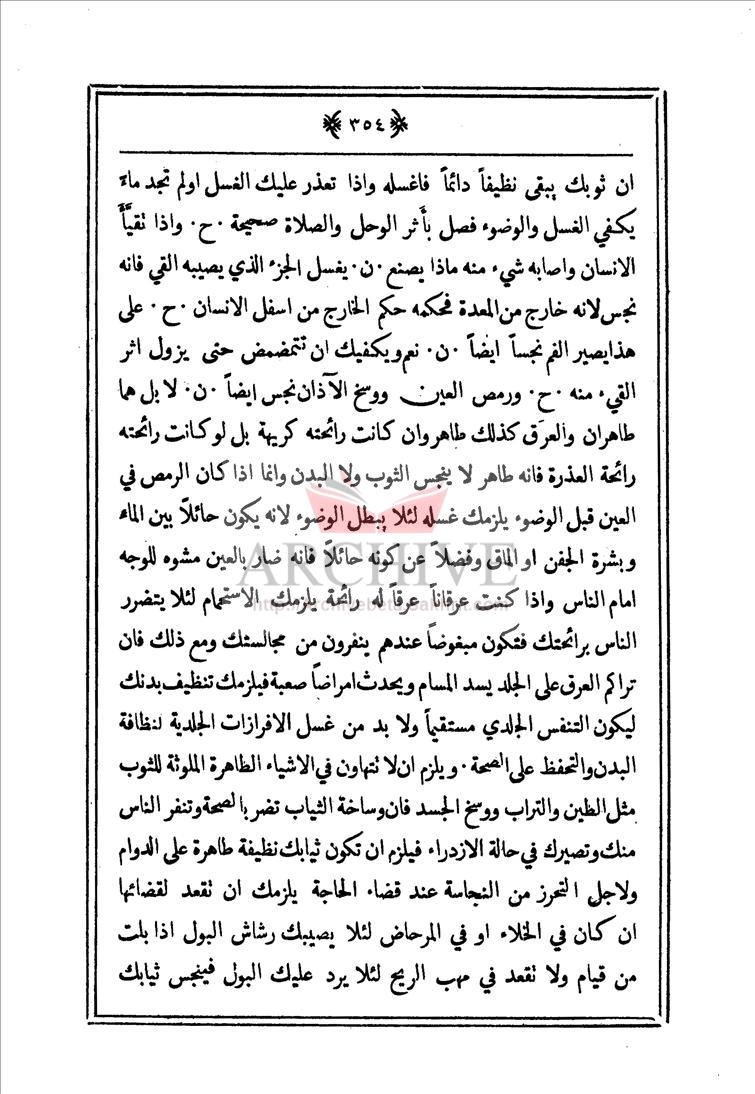 ٣٥٤
ان ثوبك يبقى نظيفاً دائماً فاغسله واذا تعذر عليك الغسل اولم تجد ماءً
يكفي الغسل والوضوء فصل بأثر الوحل والصلاة صحيحة ٠ح٠ واذا تقيَّأَ
الانسان واصابه شيء منه ماذا يصنع ٠ن٠ يغسل الجزء الذي يصيبه القي فانه
نجس لانه خارج من المعدة فحكمه حكم الخارج من اسفل الانسان ٠ح٠ على
هذا يصير الفم نجساً ايضاً ٠ن٠ نعم ويكفيك ان تتمضمض حتى يزول اثر
القيء منه ٠ح٠ ورمص العين ووسخ الآذان نجس ايضاً ٠ن٠ لا بل هما
طاهران والعرَق كذلك طاهر وان كانت رائحته كريهة بل لو كانت رائحته
رائحة العذرة فانه طاهر لا ينجس الثوب ولا البدن وانما اذا كان الرمص في
العين قبل الوضوء يلزمك غسله لئلا يبطل الوضوء لانه يكون حائلاً بين الماء
وبشرة الجفن او الماق وفضلاً عن كونه حائلاً فانه ضار بالعين مشوه للوجه
ARCHIVE
امام الناس واذا كنت عرقاناً عرقاً له رائحة يلزمك الاستحمام لئلا يتضرر
http://archivebeta.Sakhrit.com
الناس برائحتك فتكون مبغوضاً عندهم ينفرون من مجالستك ومع ذلك فان
تراكم العرق على الجلد يسد المسام ويحدث امراضاً صعبة فيلزمك تنظيف بدنك
ليكون التنفس الجلدي مستقيماً ولا بد من غسل الافرازات الجلدية لنظافة
البدن والتحفظ على الصحة ٠ ويلزم ان لا تتهاون في الاشياء الظاهرة الملوثة للثوب
مثل الطين والتراب ووسخ الجسد فان وساخة الثياب تضر بالصحة وتنفر الناس
منك وتصيرك في حالة الازدراء فيلزم ان تكون ثيابك نظيفة طاهرة على الدوام
ولاجل التحرز من النجاسة عند قضاء الحاجة يلزمك ان تقعد لقضائها
ان كان في الخلاء او في المرحاض لئلا يصيبك رشاش البول اذا بلت
من قيام ولا تقعد في مهب الريح لئلا يرد عليك البول فينجس ثيابك